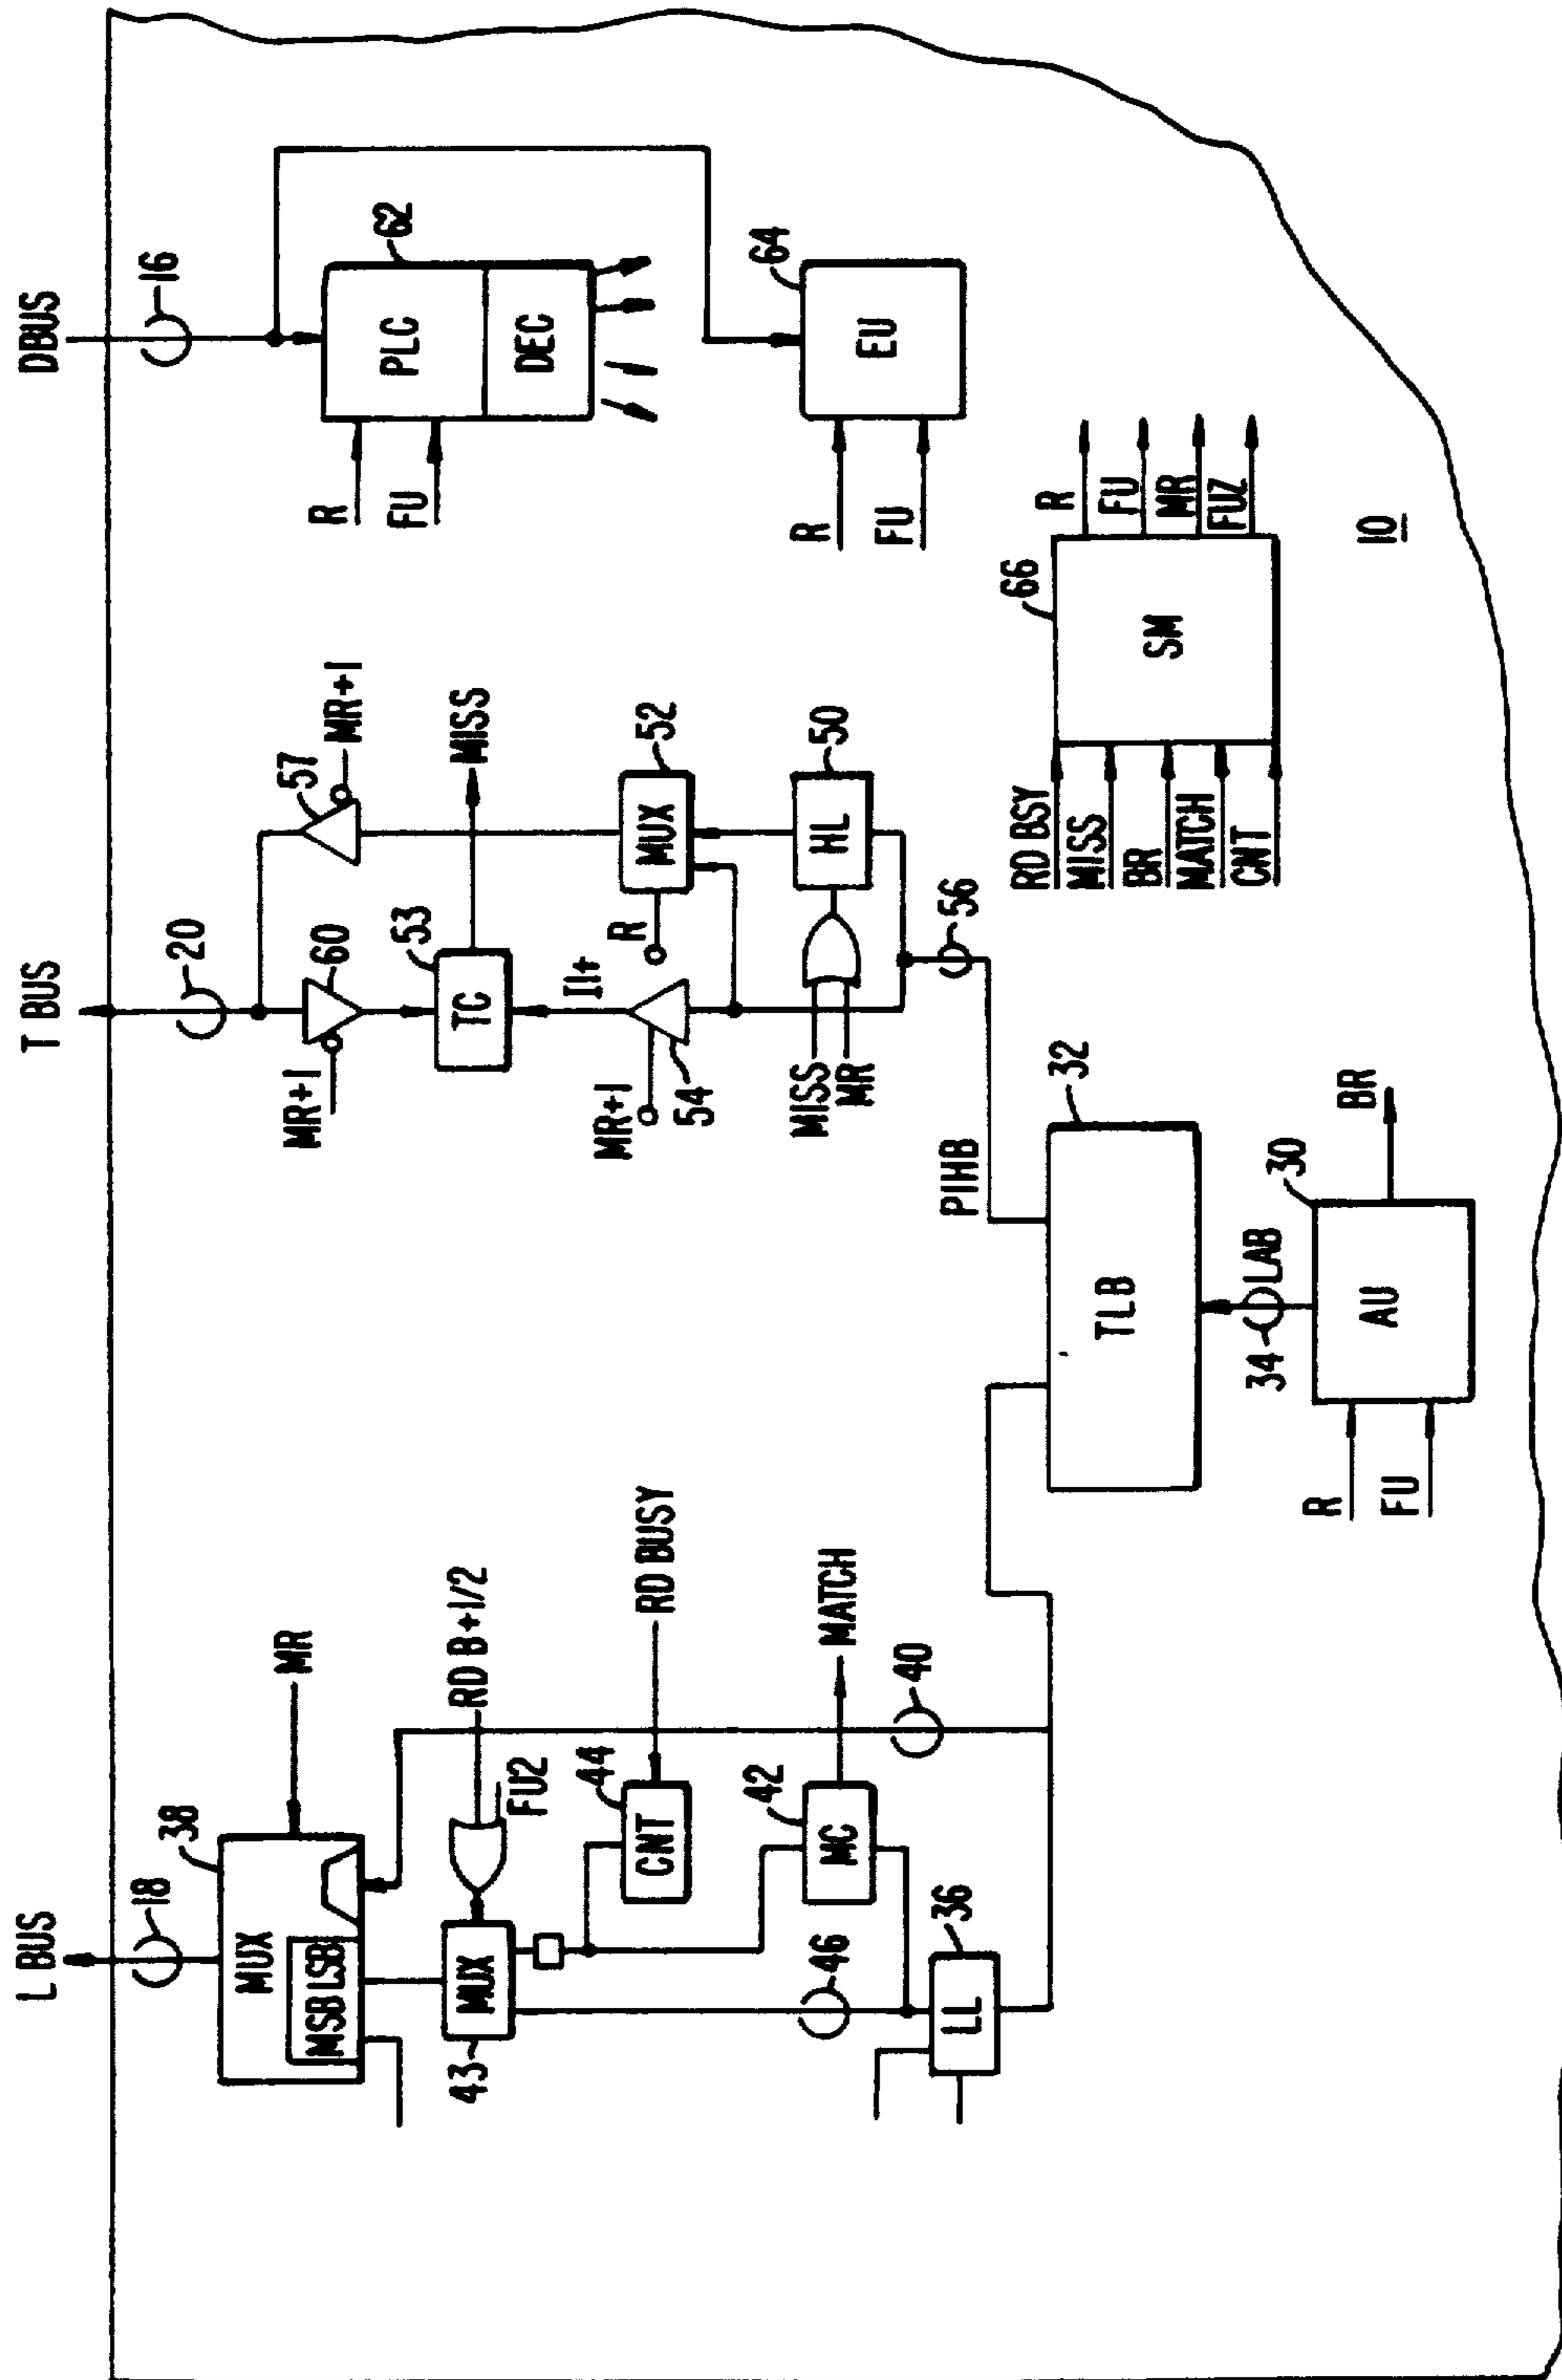 L BUS
T BUS
DBUS
18
20
16
38
MUX
MSB LSB
MR
43
MUX
RD B+1/2
FU2
44
CNT
RD BUSY
42
MC
MATCH
46
36
LL
40
MR+1
60
57
MR+1
53
TC
MISS
II+
MR+1
54
R
MUX
52
MISS
MR
HL
50
56
PIHB
TLB
32
34
LAB
R
FU
AU
30
BR
R
FU
PLC
DEC
62
R
FU
EU
64
RD BSY
MISS
BR
MATCH
CNT
SM
66
R
FU
MR
FUZ
10